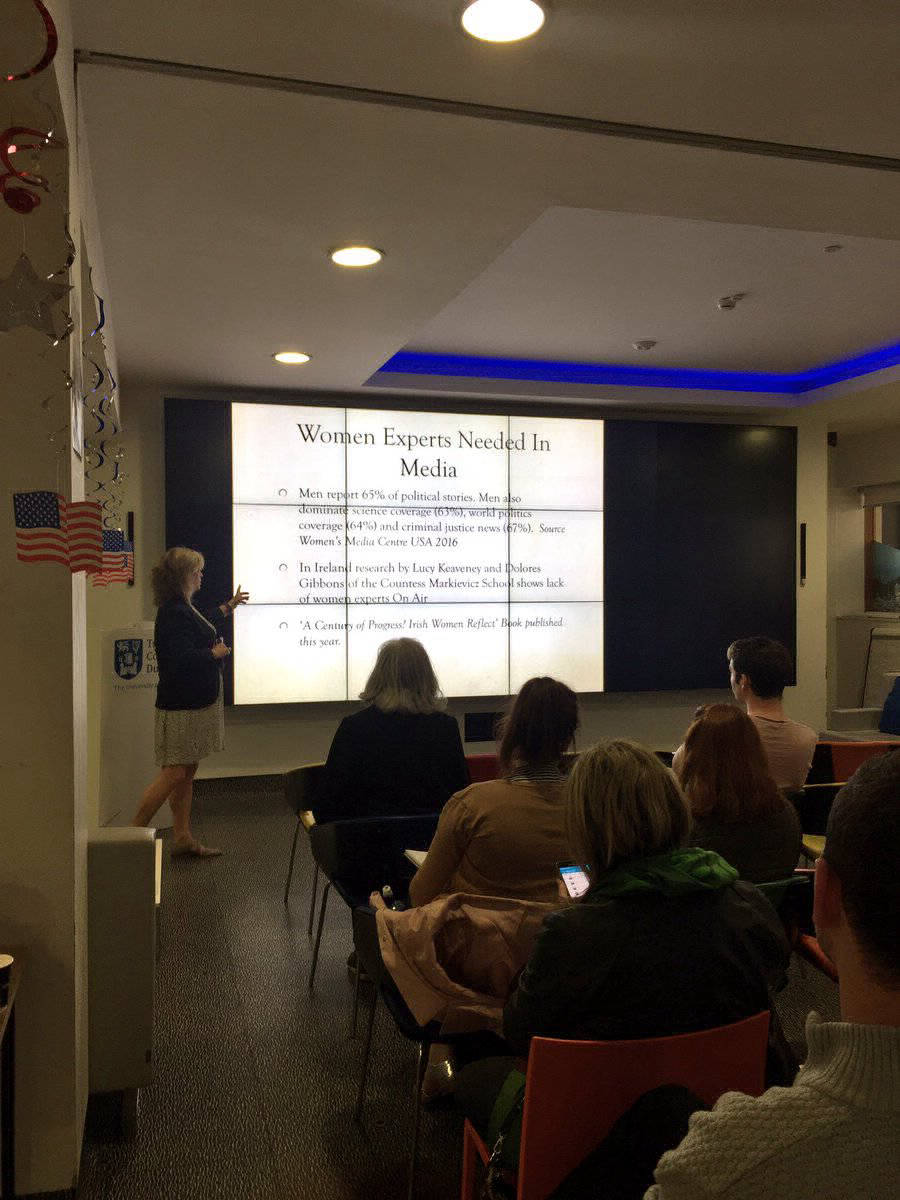 Women Experts Needed In
Media
Men report 65% of political stories. Men also
dominate science coverage (63%), world politics
coverage (64%) and criminal justice news (67%). Source
Women's Media Centre USA 2016
In Ireland research by Lucy Keaveney and Dolores
Gibbons of the Countess Markievicz School shows lack
of women experts On Air
'A Century of Progress? Irish Women Reflect' Book published
this year.